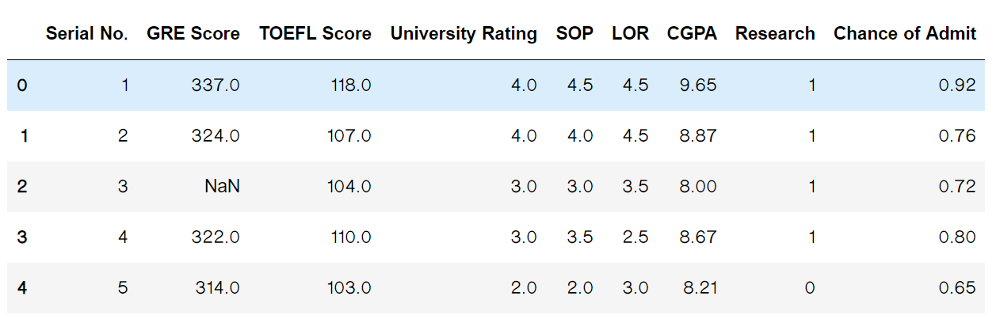 Serial No. GRE Score TOEFL Score University Rating SOP LOR CGPA Research Chance of Admit
0 1 337.0 118.0 4.0 4.5 4.5 9.65 1 0.92
1 2 324.0 107.0 4.0 4.0 4.5 8.87 1 0.76
2 3 NaN 104.0 3.0 3.0 3.5 8.00 1 0.72
3 4 322.0 110.0 3.0 3.5 2.5 8.67 1 0.80
4 5 314.0 103.0 2.0 2.0 3.0 8.21 0 0.65